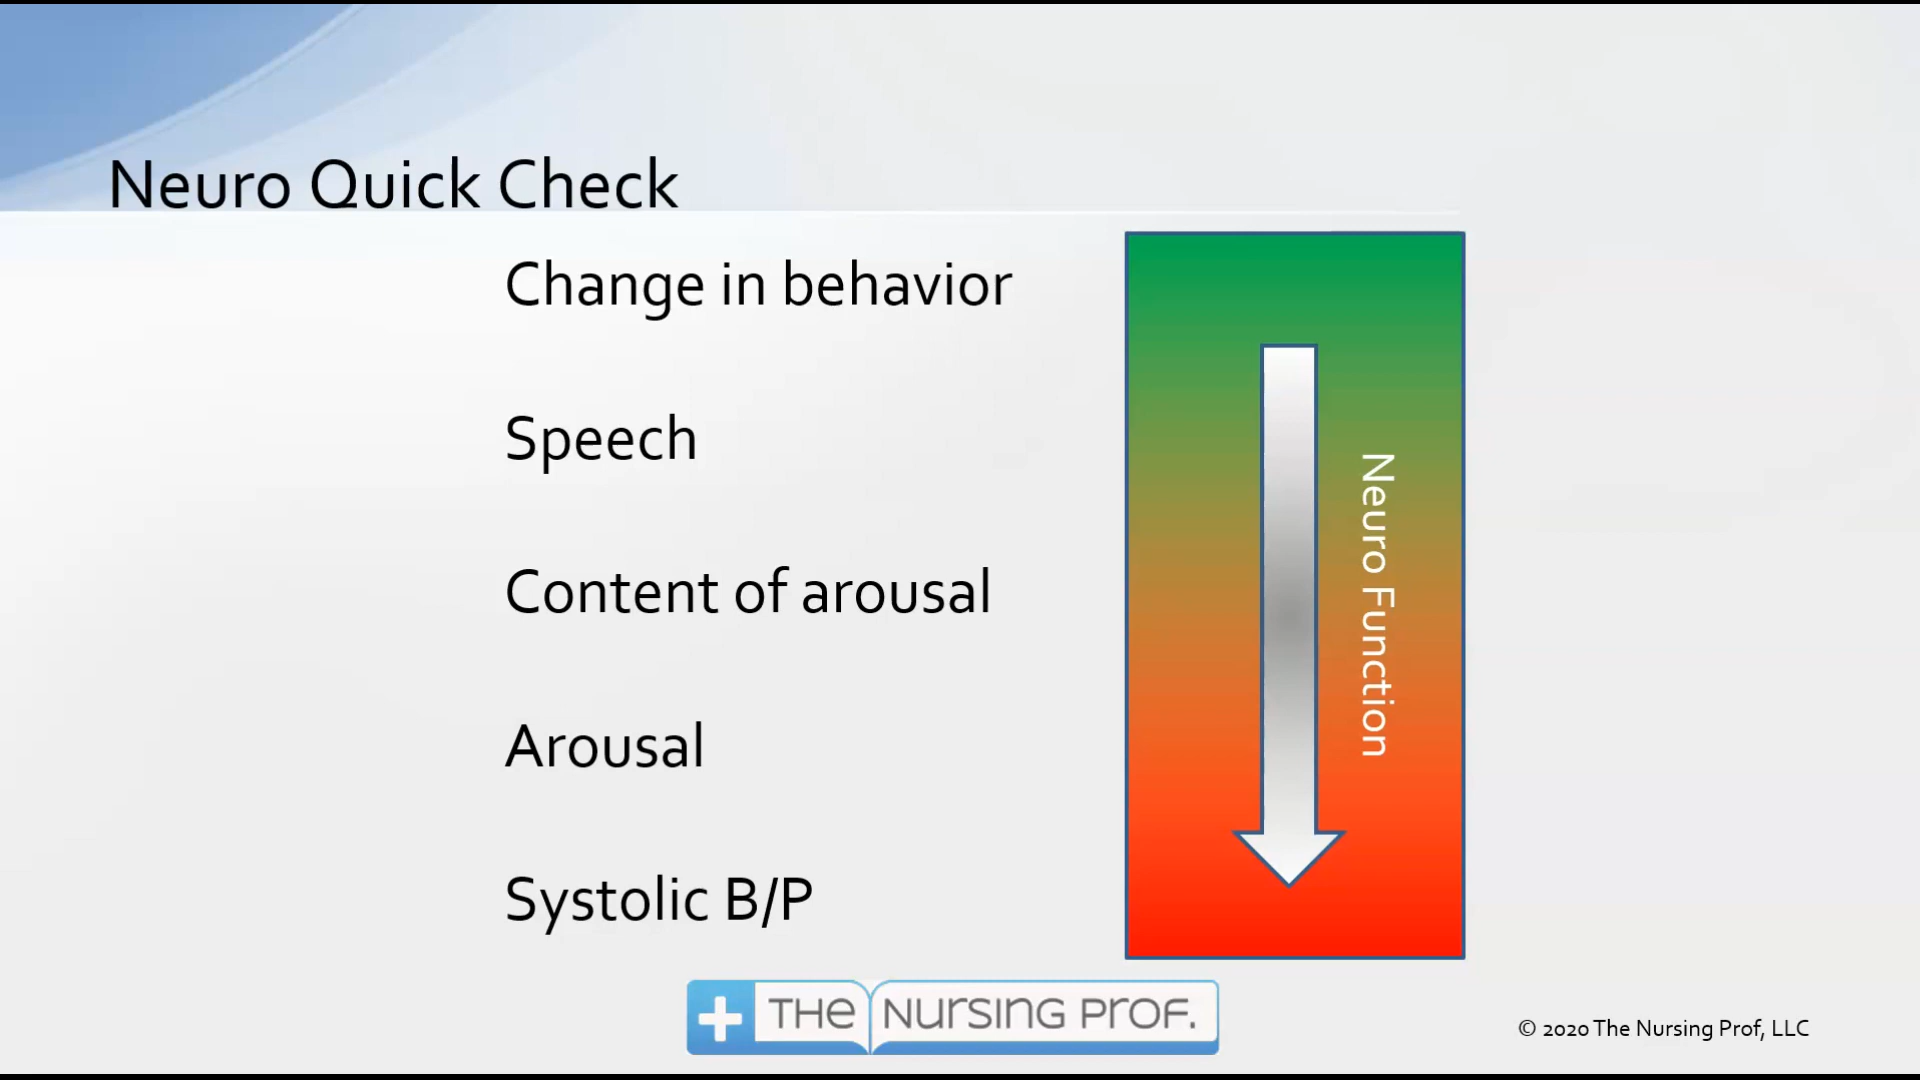 Neuro Quick Check
Change in behavior
Speech
Content of arousal
Arousal
Systolic B/P
Neuro Function
THE NURSING PROF.
© 2020 The Nursing Prof, LLC